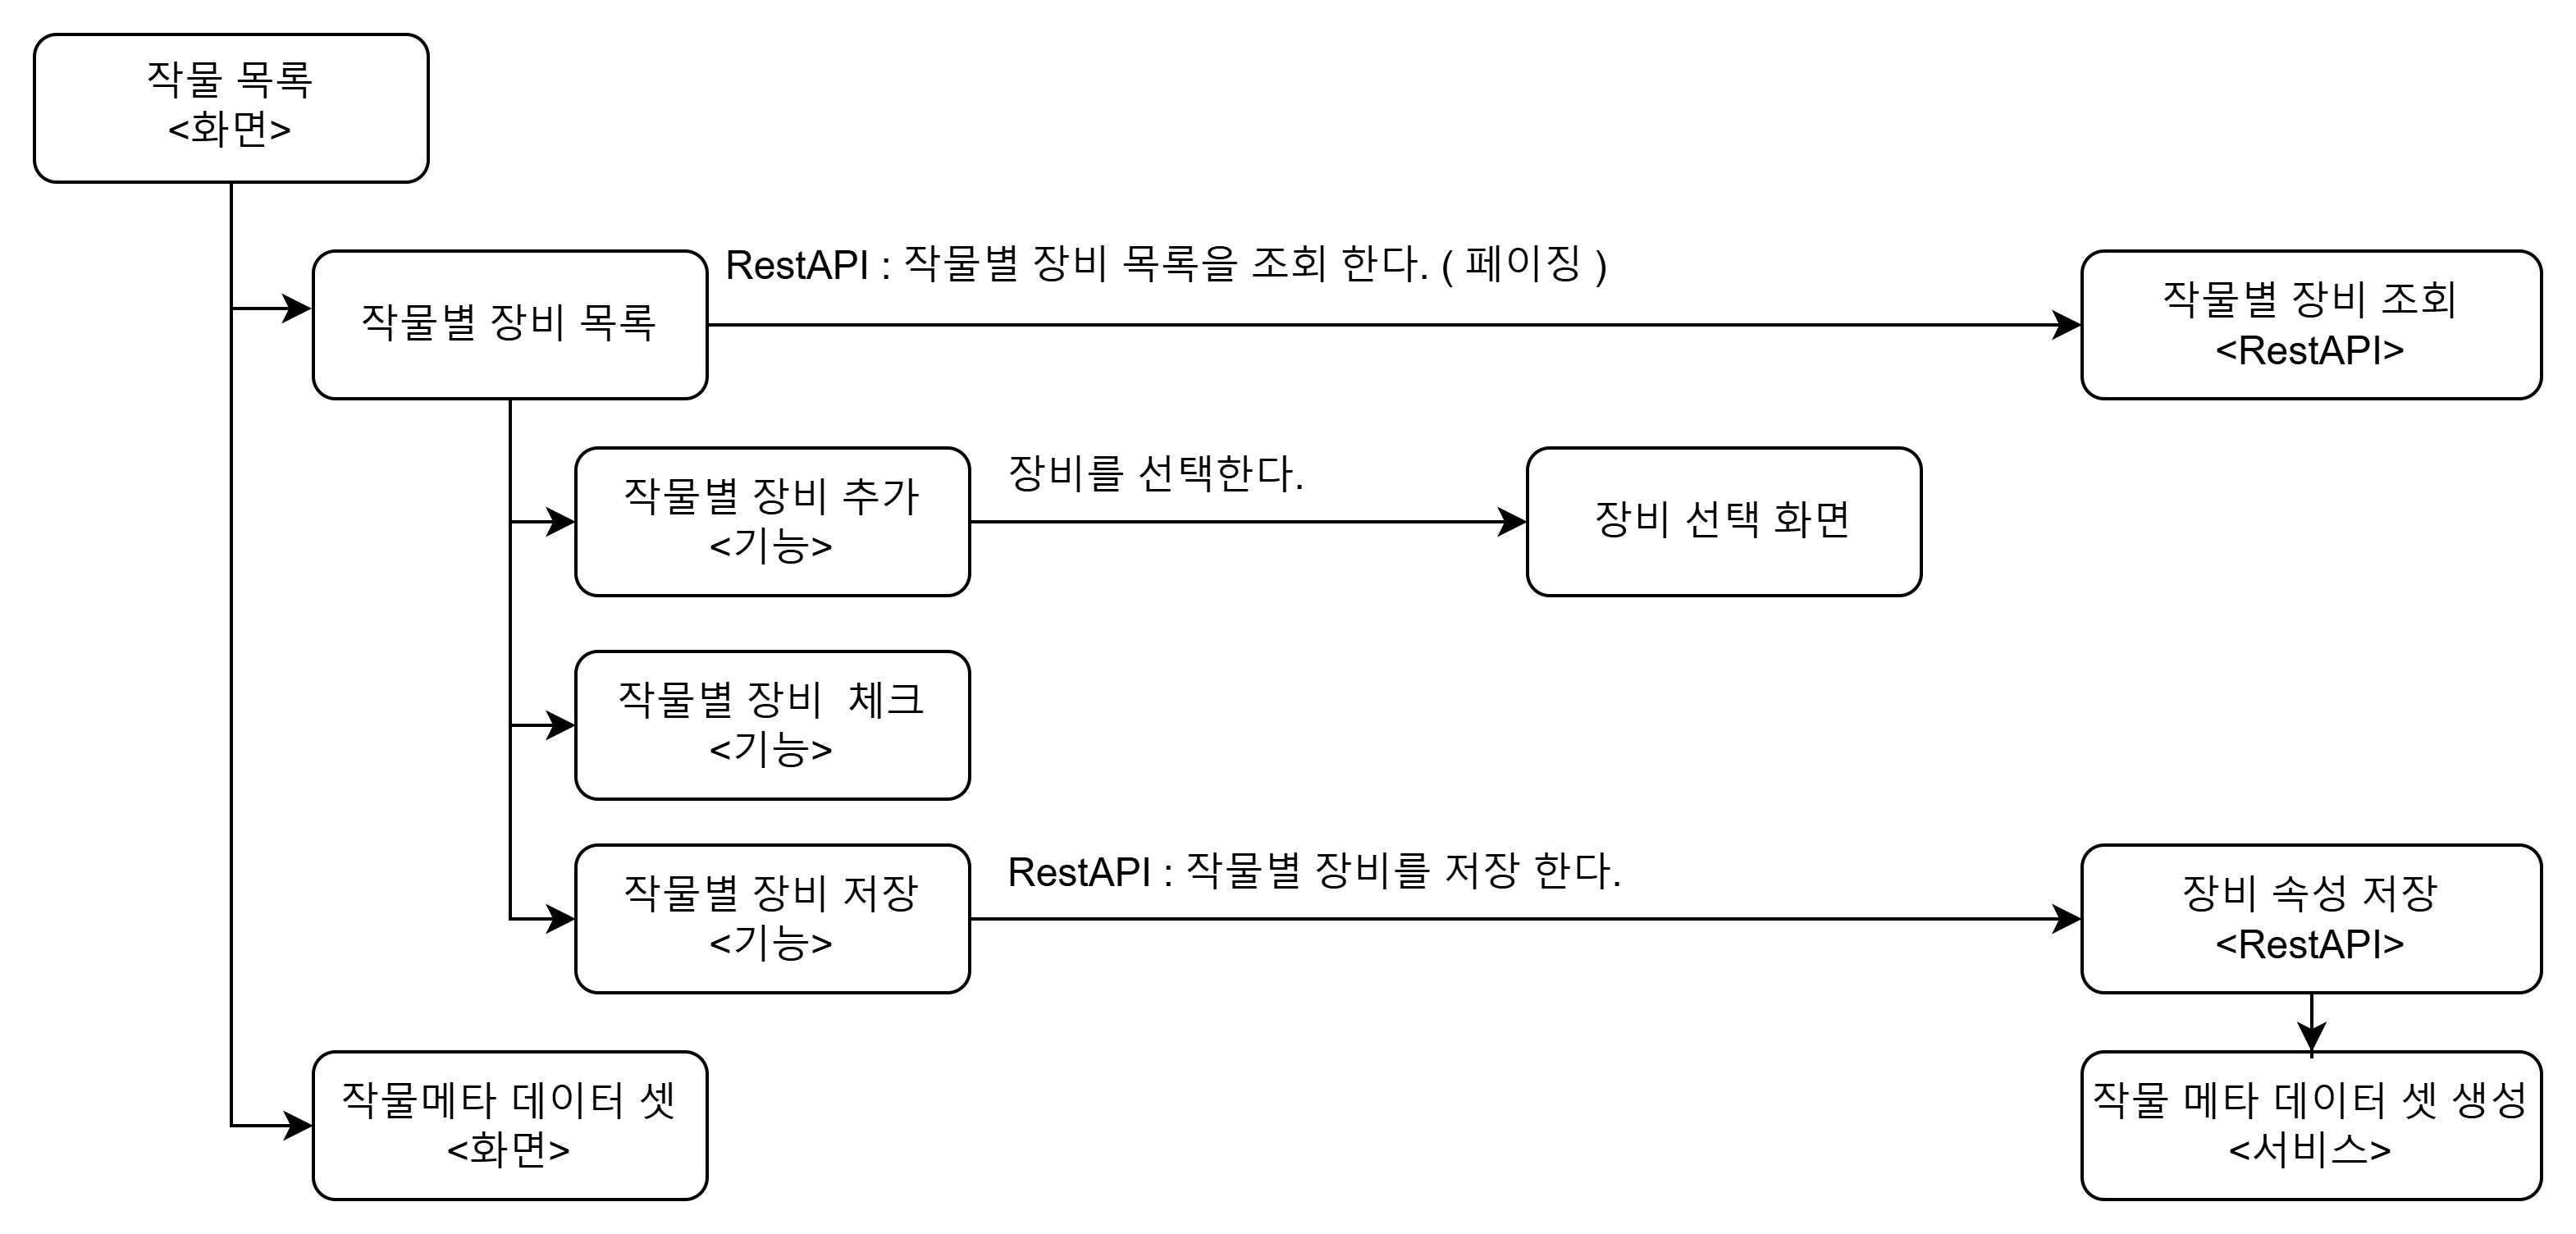 작물 목록
<화면>
RestAPI : 작물별 장비 목록을 조회 한다. ( 페이징 )
작물별 장비 목록
작물별 장비 조회
<RestAPI>
작물별 장비 추가
<기능>
장비를 선택한다.
장비 선택 화면
작물별 장비  체크
<기능>
작물별 장비 저장
<기능>
RestAPI : 작물별 장비를 저장 한다.
장비 속성 저장
<RestAPI>
작물메타 데이터 셋
<화면>
작물 메타 데이터 셋 생성
<서비스>